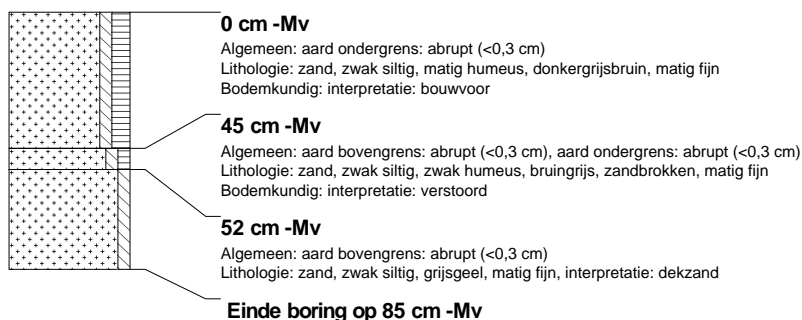 0 cm -Mv
Algemeen: aard ondergrens: abrupt (<0,3 cm)
Lithologie: zand, zwak siltig, matig humeus, donkergrijsbruin, matig fijn
Bodemkundig: interpretatie: bouwvoor
45 cm -Mv
Algemeen: aard bovengrens: abrupt (<0,3 cm), aard ondergrens: abrupt (<0,3 cm)
Lithologie: zand, zwak siltig, zwak humeus, bruingrijs, zandbrokken, matig fijn
Bodemkundig: interpretatie: verstoord
52 cm -Mv
Algemeen: aard bovengrens: abrupt (<0,3 cm)
Lithologie: zand, zwak siltig, grijsgeel, matig fijn, interpretatie: dekzand
Einde boring op 85 cm -Mv